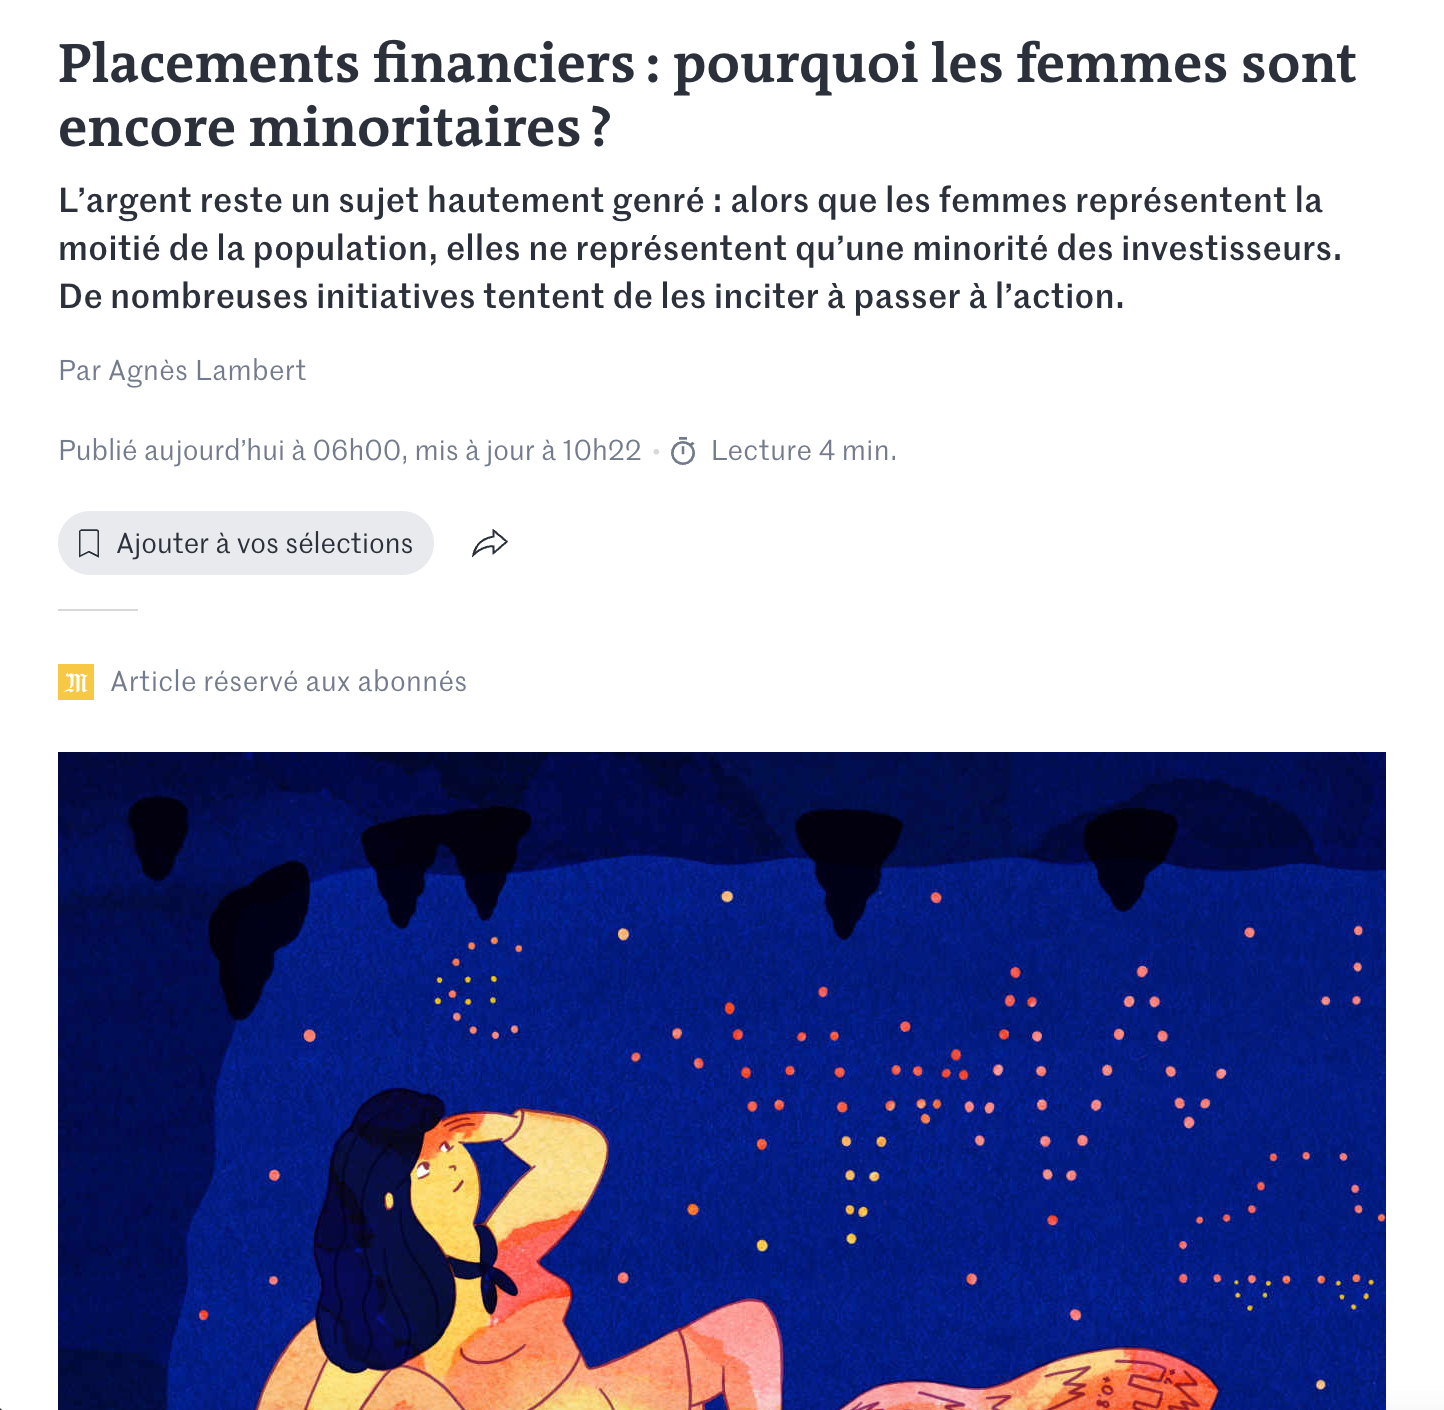 Placements financiers : pourquoi les femmes sont
encore minoritaires ?
L’argent reste un sujet hautement genré : alors que les femmes représentent la
moitié de la population, elles ne représentent qu’une minorité des investisseurs.
De nombreuses initiatives tentent de les inciter à passer à l’action.
Par Agnès Lambert
Publié aujourd’hui à 06h00, mis à jour à 10h22 • Lecture 4 min.
Ajouter à vos sélections
M Article réservé aux abonnés